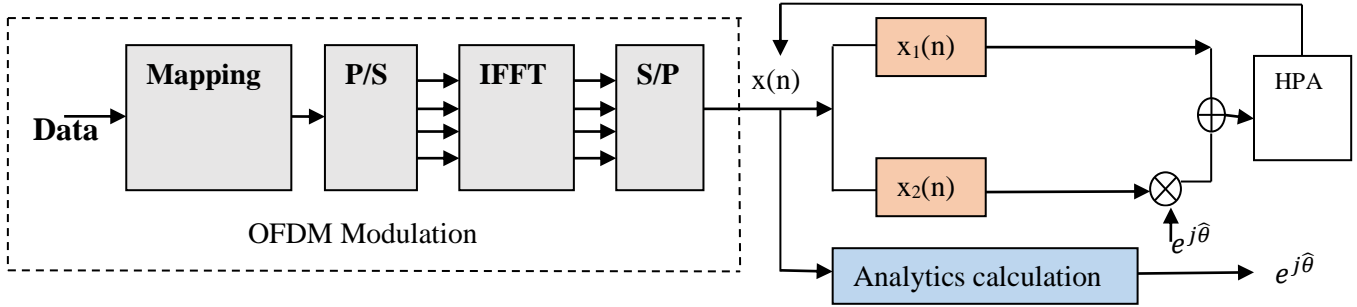 Data
Mapping
P/S
IFFT
S/P
OFDM Modulation
x(n)
x₁(n)
x₂(n)
HPA
e^{jθ̂}
Analytics calculation
e^{jθ̂}